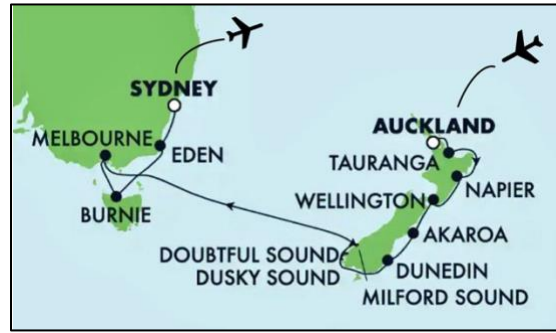 SYDNEY
MELBOURNE
EDEN
BURNIE
AUCKLAND
TAURANGA
NAPIER
WELLINGTON
AKAROA
DOUBTFUL SOUND
DUSKY SOUND
DUNEDIN
MILFORD SOUND